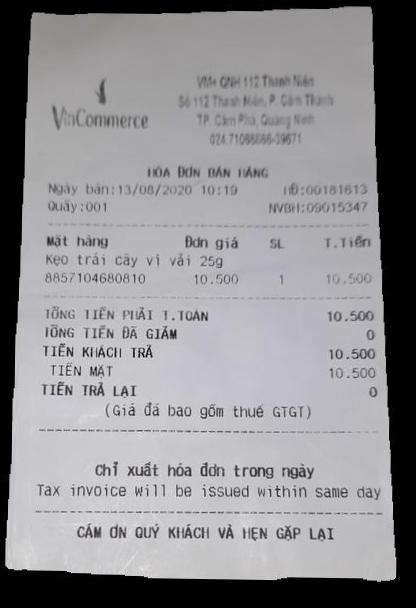 VinCommerce
VM+ QNH 112 Thanh Niên
Số 112 Thanh Niên, P. Cẩm Thành
TP. Cẩm Phả, Quảng Ninh
024.71066866-39671
HÓA ĐƠN BÁN HÀNG
Ngày bán:13/08/2020 10:19 HĐ:00181613
Quầy:001 NVBH:09015347
Mặt hàng Đơn giá SL T.Tiền
Kẹo trái cây vị vải 25g
8857104680810 10.500 1 10.500
TỔNG TIỀN PHẢI T.TOÁN 10.500
TỔNG TIỀN ĐÃ GIẢM 0
TIỀN KHÁCH TRẢ 10.500
TIỀN MẶT 10.500
TIỀN TRẢ LẠI 0
(Giá đã bao gồm thuế GTGT)
Chỉ xuất hóa đơn trong ngày
Tax invoice will be issued within same day
CẢM ƠN QUÝ KHÁCH VÀ HẸN GẶP LẠI